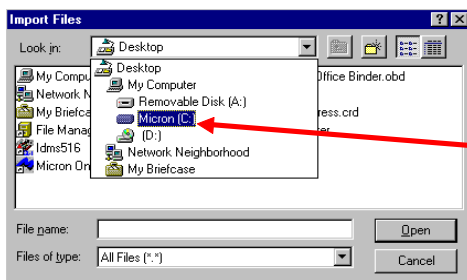 Import Files
Look in: Desktop
Desktop
My Computer
Removable Disk (A:)
Micron (C:)
(D:)
Network Neighborhood
My Briefcase
My Compu
Network N
My Briefca
File Manag
Idms516
Micron On
Office Binder.obd
ress.crd
File name:
Open
Files of type: All Files (*.*)
Cancel